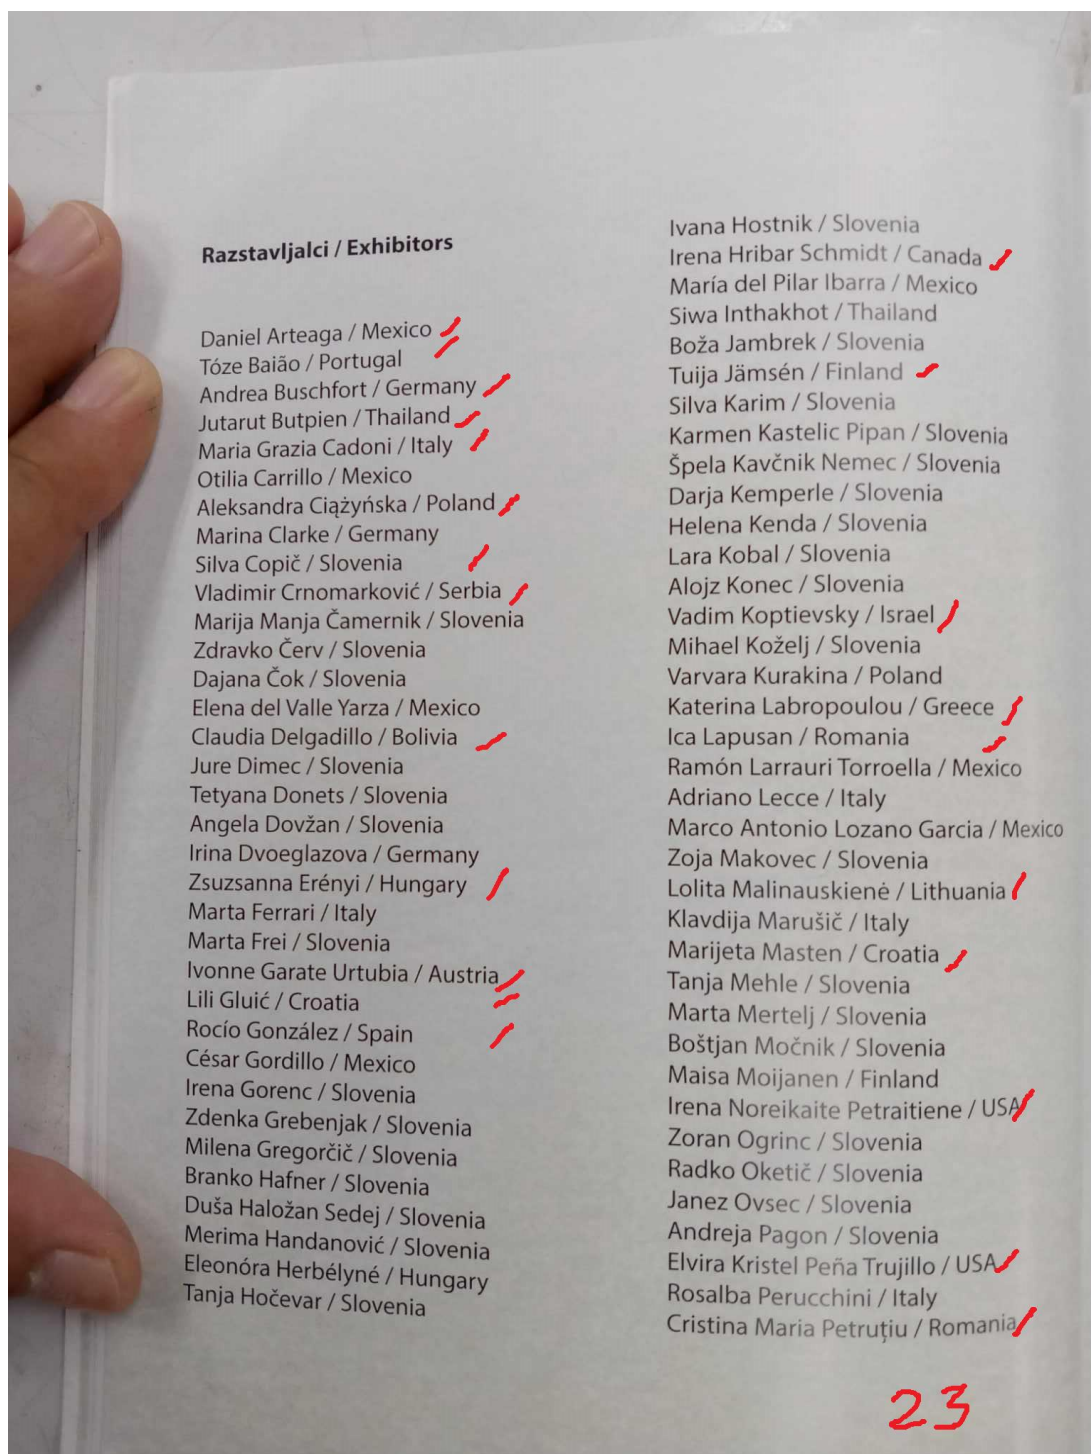 Razstavljalci / Exhibitors
Daniel Arteaga / Mexico
Tóze Baião / Portugal
Andrea Buschfort / Germany
Jutarut Butpien / Thailand
Maria Grazia Cadoni / Italy
Otilia Carrillo / Mexico
Aleksandra Ciążyńska / Poland
Marina Clarke / Germany
Silva Copič / Slovenia
Vladimir Crnomarković / Serbia
Marija Manja Čamernik / Slovenia
Zdravko Červ / Slovenia
Dajana Čok / Slovenia
Elena del Valle Yarza / Mexico
Claudia Delgadillo / Bolivia
Jure Dimec / Slovenia
Tetyana Donets / Slovenia
Angela Dovžan / Slovenia
Irina Dvoeglazova / Germany
Zsuzsanna Erényi / Hungary
Marta Ferrari / Italy
Marta Frei / Slovenia
Ivonne Garate Urtubia / Austria
Lili Gluić / Croatia
Rocío González / Spain
César Gordillo / Mexico
Irena Gorenc / Slovenia
Zdenka Grebenjak / Slovenia
Milena Gregorčič / Slovenia
Branko Hafner / Slovenia
Duša Haložan Sedej / Slovenia
Merima Handanović / Slovenia
Eleonóra Herbélyné / Hungary
Tanja Hočevar / Slovenia
Ivana Hostnik / Slovenia
Irena Hribar Schmidt / Canada
María del Pilar Ibarra / Mexico
Siwa Inthakhot / Thailand
Boža Jambrek / Slovenia
Tuija Jämsén / Finland
Silva Karim / Slovenia
Karmen Kastelic Pipan / Slovenia
Špela Kavčnik Nemec / Slovenia
Darja Kemperle / Slovenia
Helena Kenda / Slovenia
Lara Kobal / Slovenia
Alojz Konec / Slovenia
Vadim Koptievsky / Israel
Mihael Koželj / Slovenia
Varvara Kurakina / Poland
Katerina Labropoulou / Greece
Ica Lapusan / Romania
Ramón Larrauri Torroella / Mexico
Adriano Lecce / Italy
Marco Antonio Lozano Garcia / Mexico
Zoja Makovec / Slovenia
Lolita Malinauskienė / Lithuania
Klavdija Marušič / Italy
Marijeta Masten / Croatia
Tanja Mehle / Slovenia
Marta Mertelj / Slovenia
Boštjan Močnik / Slovenia
Maisa Moijanen / Finland
Irena Noreikaite Petraitiene / USA
Zoran Ogrinc / Slovenia
Radko Oketič / Slovenia
Janez Ovsec / Slovenia
Andreja Pagon / Slovenia
Elvira Kristel Peña Trujillo / USA
Rosalba Perucchini / Italy
Cristina Maria Petruțiu / Romania
23